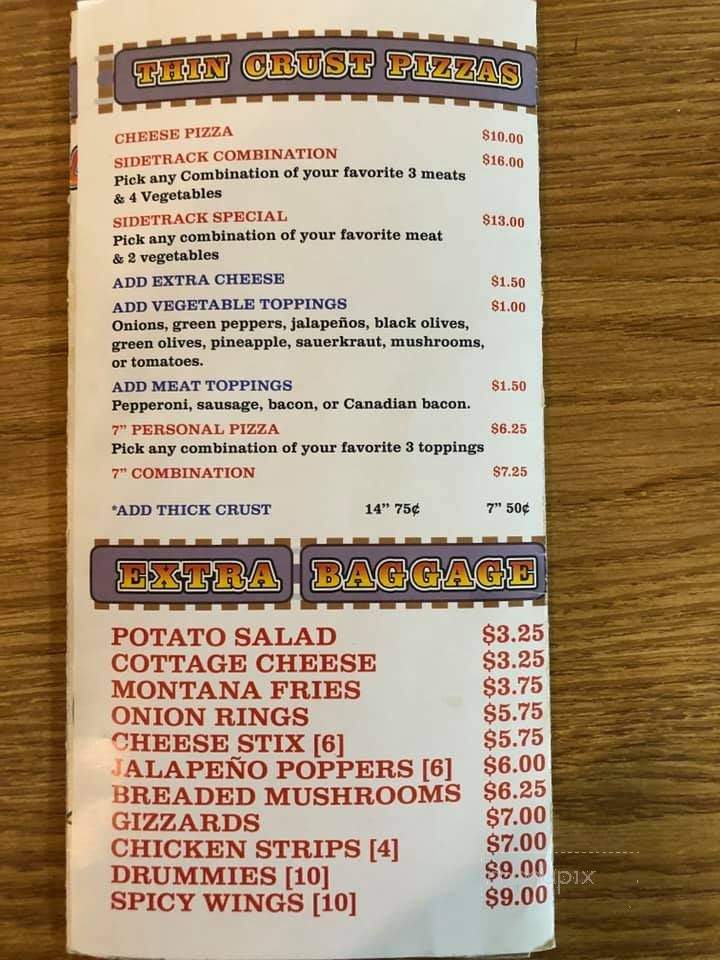 THIN CRUST PIZZAS
CHEESE PIZZA $10.00
SIDETRACK COMBINATION $16.00
Pick any Combination of your favorite 3 meats
& 4 Vegetables
SIDETRACK SPECIAL $13.00
Pick any combination of your favorite meat
& 2 vegetables
ADD EXTRA CHEESE $1.50
ADD VEGETABLE TOPPINGS $1.00
Onions, green peppers, jalapeños, black olives,
green olives, pineapple, sauerkraut, mushrooms,
or tomatoes.
ADD MEAT TOPPINGS $1.50
Pepperoni, sausage, bacon, or Canadian bacon.
7" PERSONAL PIZZA $6.25
Pick any combination of your favorite 3 toppings
7" COMBINATION $7.25
*ADD THICK CRUST 14" 75¢ 7" 50¢
EXTRA BAGGAGE
POTATO SALAD $3.25
COTTAGE CHEESE $3.25
MONTANA FRIES $3.75
ONION RINGS $5.75
CHEESE STIX [6] $5.75
JALAPEÑO POPPERS [6] $6.00
BREADED MUSHROOMS $6.25
GIZZARDS $7.00
CHICKEN STRIPS [4] $7.00
DRUMMIES [10] $9.00
SPICY WINGS [10] $9.00